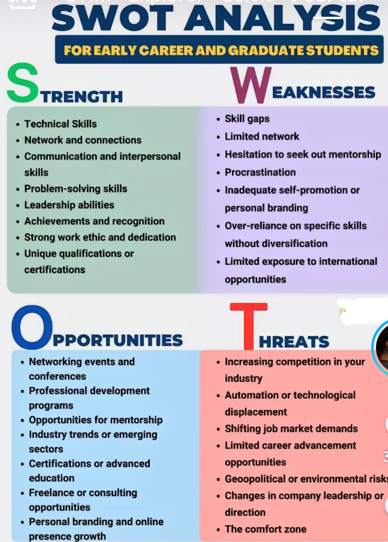 SWOT ANALYSIS
FOR EARLY CAREER AND GRADUATE STUDENTS
STRENGTH
• Technical Skills
• Network and connections
• Communication and interpersonal
skills
• Problem-solving skills
• Leadership abilities
• Achievements and recognition
• Strong work ethic and dedication
• Unique qualifications or
certifications
WEAKNESSES
• Skill gaps
• Limited network
• Hesitation to seek out mentorship
• Procrastination
• Inadequate self-promotion or
personal branding
• Over-reliance on specific skills
without diversification
• Limited exposure to international
opportunities
OPPORTUNITIES
• Networking events and
conferences
• Professional development
programs
• Opportunities for mentorship
• Industry trends or emerging
sectors
• Certifications or advanced
education
• Freelance or consulting
opportunities
• Personal branding and online
presence growth
THREATS
• Increasing competition in your
industry
• Automation or technological
displacement
• Shifting job market demands
• Limited career advancement
opportunities
• Geopolitical or environmental risks
• Changes in company leadership or
direction
• The comfort zone